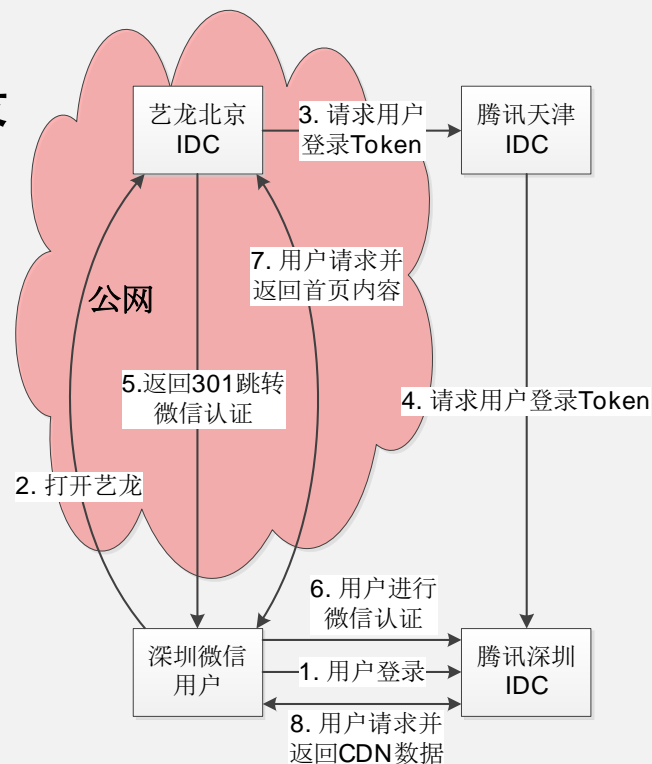 艺龙北京
IDC
3. 请求用户
登录Token
腾讯天津
IDC
7. 用户请求并
返回首页内容
公网
5.返回301跳转
微信认证
4. 请求用户登录Token
2. 打开艺龙
6. 用户进行
微信认证
深圳微信
用户
1. 用户登录
腾讯深圳
IDC
8. 用户请求并
返回CDN数据